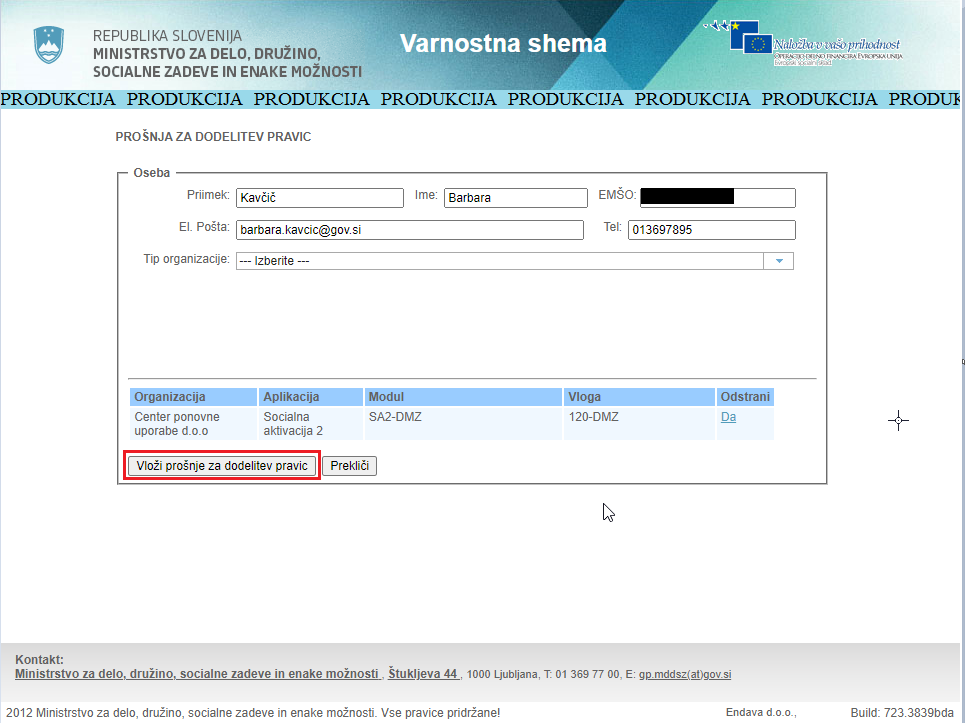 REPUBLIKA SLOVENIJA
MINISTRSTVO ZA DELO, DRUŽINO,
SOCIALNE ZADEVE IN ENAKE MOŽNOSTI
Varnostna shema
Naložba v vašo prihodnost
OPERACIJO DELNO FINANCIRA EVROPSKA UNIJA
Evropski socialni sklad
PRODUKCIJA PRODUKCIJA PRODUKCIJA PRODUKCIJA PRODUKCIJA PRODUKCIJA PRODUKCIJA PRODUK
PROŠNJA ZA DODELITEV PRAVIC
Oseba
Priimek: Kavčič Ime: Barbara EMŠO:
El. Pošta: barbara.kavcic@gov.si Tel: 013697895
Tip organizacije: --- Izberite ---
Organizacija Aplikacija Modul Vloga Odstrani
Center ponovne Socialna SA2-DMZ 120-DMZ Da
uporabe d.o.o aktivacija 2
Vloži prošnje za dodelitev pravic Prekliči
Kontakt:
Ministrstvo za delo, družino, socialne zadeve in enake možnosti , Štukljeva 44 , 1000 Ljubljana, T: 01 369 77 00, E: gp.mddsz(at)gov.si
2012 Ministrstvo za delo, družino, socialne zadeve in enake možnosti. Vse pravice pridržane! Endava d.o.o., Build: 723.3839bda